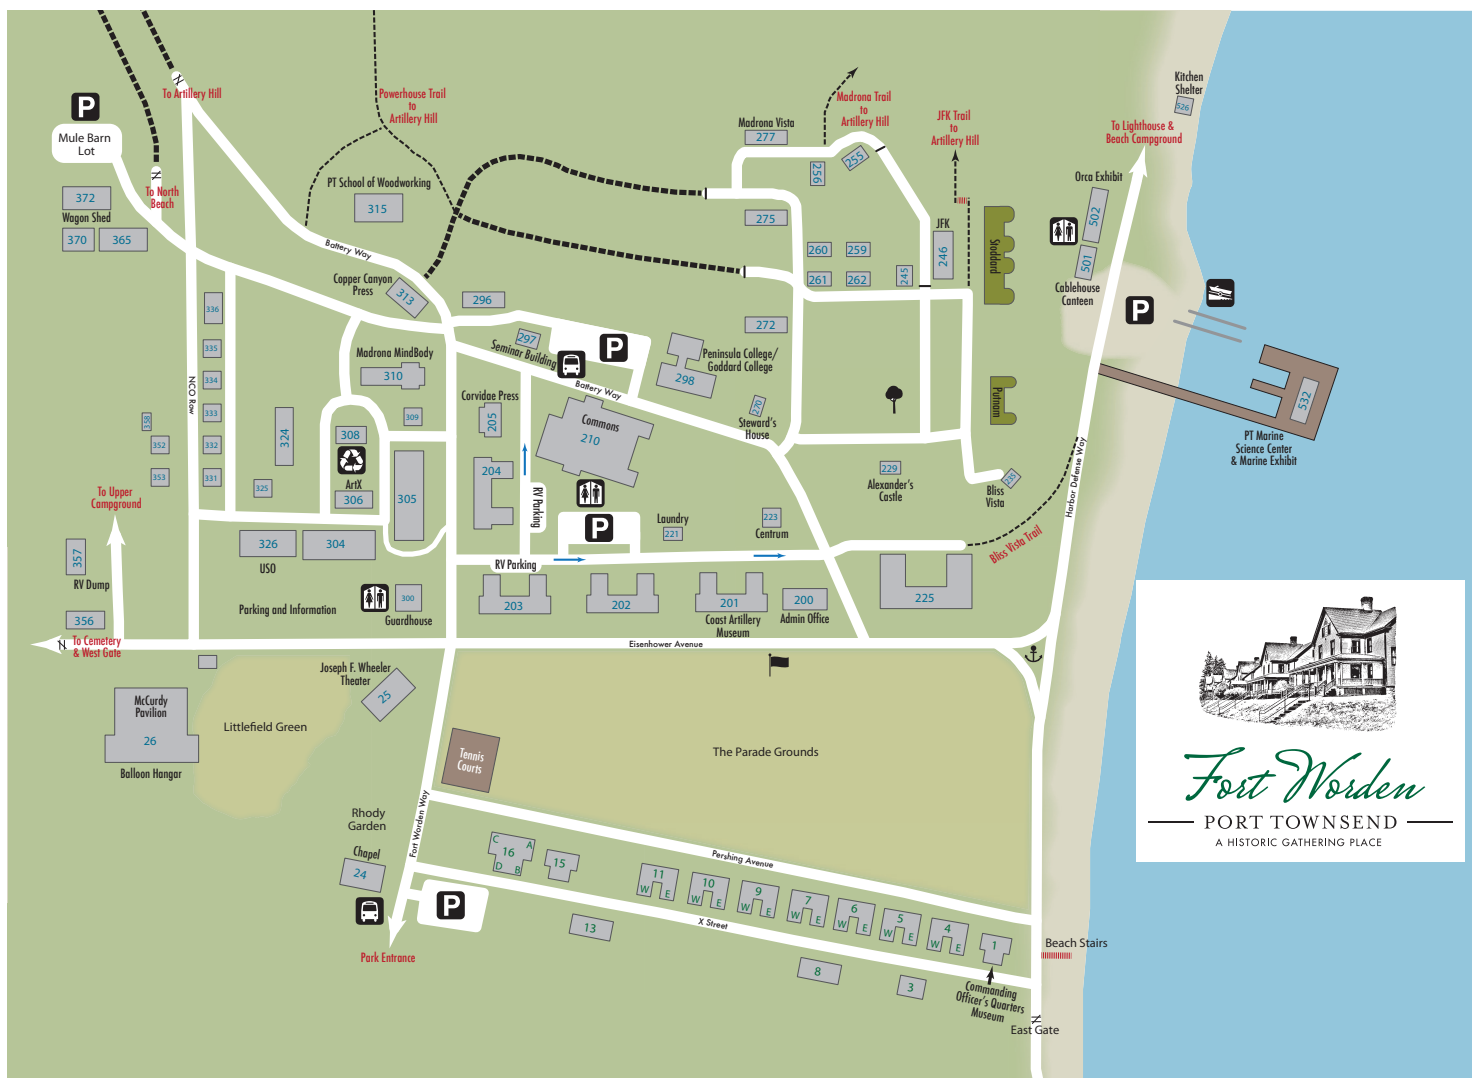 Kitchen
Shelter
526
To Artillery Hill
Powerhouse Trail
to
Artillery Hill
Madrona Trail
to
Artillery Hill
JFK Trail
to
Artillery Hill
To Lighthouse &
Beach Campground
P
Mule Barn
Lot
Madrona Vista
277
256
255
Orca Exhibit
502
501
Cablehouse
Canteen
P
372
Wagon Shed
370
365
To North
Beach
PT School of Woodworking
315
275
260
259
261
262
245
JFK
246
Stoddard
Battery Way
Copper Canyon
Press
313
296
297
Seminar Building
P
272
Peninsula College/
Goddard College
298
336
335
334
333
332
331
NCO Row
358
352
353
324
325
Madrona MindBody
310
309
308
ArtX
306
305
Corvidae Press
205
204
Commons
210
Battery Way
270
Steward's
House
Putnam
532
PT Marine
Science Center
& Marine Exhibit
229
Alexander's
Castle
235
Bliss
Vista
Harbor Defense Way
Bliss Vista Trail
To Upper
Campground
357
RV Dump
356
To Cemetery
& West Gate
326
USO
304
RV Parking
RV Parking
P
Laundry
221
223
Centrum
Parking and Information
300
Guardhouse
203
202
201
Coast Artillery
Museum
200
Admin Office
225
Eisenhower Avenue
McCurdy
Pavilion
26
Balloon Hangar
Littlefield Green
Joseph F. Wheeler
Theater
25
Tennis
Courts
The Parade Grounds
Fort Worden
PORT TOWNSEND
A HISTORIC GATHERING PLACE
Rhody
Garden
Chapel
24
Fort Worden Way
P
Park Entrance
Pershing Avenue
X Street
C
A
16
D
B
15
11
W
E
10
W
E
9
W
E
7
W
E
6
W
E
5
W
E
4
W
E
1
13
8
3
Commanding
Officer's Quarters
Museum
Beach Stairs
East Gate